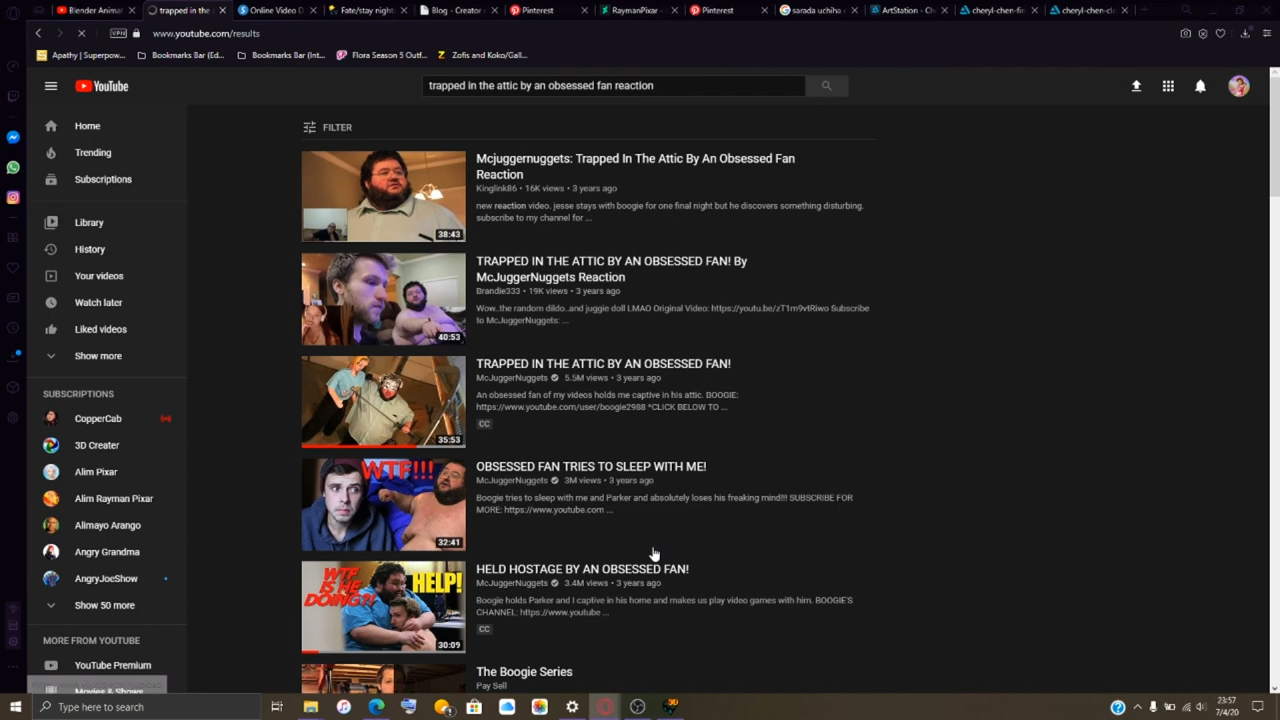 Blender Animat
trapped in the
Online Video D
Fate/stay night
Blog - Creator
Pinterest
RaymanPixar -
Pinterest
sarada uchiha
ArtStation - Ch
cheryl-chen-fin
cheryl-chen-cl
VPN
www.youtube.com/results
Apathy | Superpow...
Bookmarks Bar (Ed...
Bookmarks Bar (Int...
Flora Season 5 Outf...
Zofis and Koko/Gall...
YouTube
trapped in the attic by an obsessed fan reaction
Home
Trending
Subscriptions
Library
History
Your videos
Watch later
Liked videos
Show more
SUBSCRIPTIONS
CopperCab
3D Creator
Alim Pixar
Alim Rayman Pixar
Alimayo Arango
Angry Grandma
AngryJoeShow
Show 50 more
MORE FROM YOUTUBE
YouTube Premium
Movies & Shows
FILTER
38:43
Mcjuggernuggets: Trapped In The Attic By An Obsessed Fan
Reaction
Kinglink86 • 16K views • 3 years ago
new reaction video. jesse stays with boogie for one final night but he discovers something disturbing.
subscribe to my channel for ...
40:53
TRAPPED IN THE ATTIC BY AN OBSESSED FAN! By
McJuggerNuggets Reaction
Brandie333 • 19K views • 3 years ago
Wow..the random dildo..and juggie doll LMAO Original Video: https://youtu.be/zT1m9vtRiwo Subscribe
to McJuggerNuggets: ...
35:53
TRAPPED IN THE ATTIC BY AN OBSESSED FAN!
McJuggerNuggets 5.5M views • 3 years ago
An obsessed fan of my videos holds me captive in his attic. BOOGIE:
https://www.youtube.com/user/boogie2988 *CLICK BELOW TO ...
CC
WTF!!!
32:41
OBSESSED FAN TRIES TO SLEEP WITH ME!
McJuggerNuggets 3M views • 3 years ago
Boogie tries to sleep with me and Parker and absolutely loses his freaking mind!!! SUBSCRIBE FOR
MORE: https://www.youtube.com ...
WTF
IS HE
DOING?!
HELP!
30:09
HELD HOSTAGE BY AN OBSESSED FAN!
McJuggerNuggets 3.4M views • 3 years ago
Boogie holds Parker and I captive in his home and makes us play video games with him. BOOGIE'S
CHANNEL: https://www.youtube ...
CC
The Boogie Series
Pay Sell
Type here to search
23:57
7/4/20